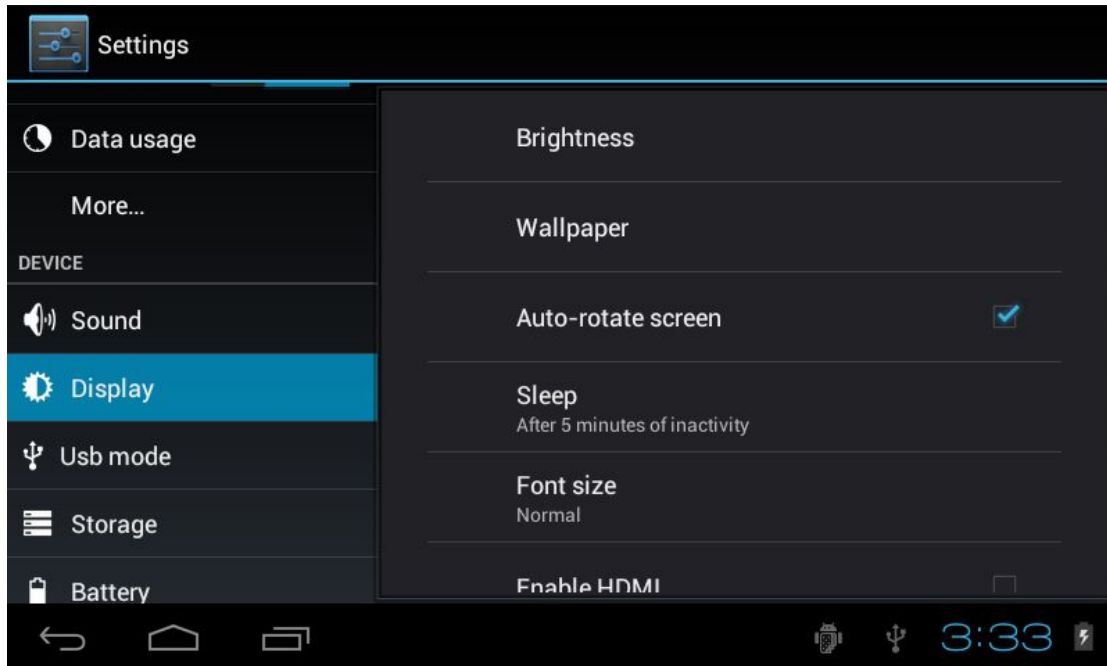 Settings
Data usage
More...
DEVICE
Sound
Display
Usb mode
Storage
Battery
Brightness
Wallpaper
Auto-rotate screen
Sleep
After 5 minutes of inactivity
Font size
Normal
Enable HDMI
3:33